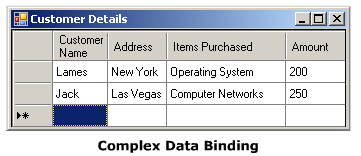 Customer Details
Customer Name Address Items Purchased Amount
Lames New York Operating System 200
Jack Las Vegas Computer Networks 250
Complex Data Binding